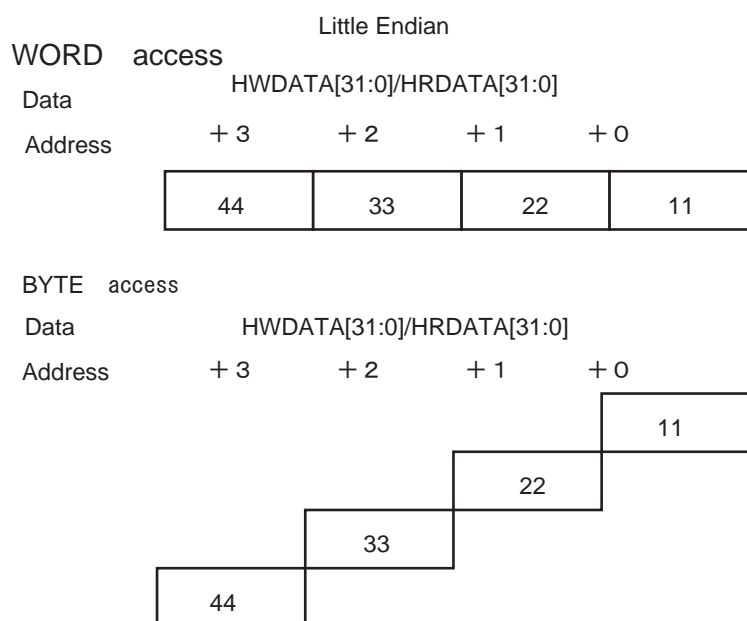 Little Endian
WORD access
Data HWDATA[31:0]/HRDATA[31:0]
Address +3 +2 +1 +0
44 33 22 11
BYTE access
Data HWDATA[31:0]/HRDATA[31:0]
Address +3 +2 +1 +0
11
22
33
44